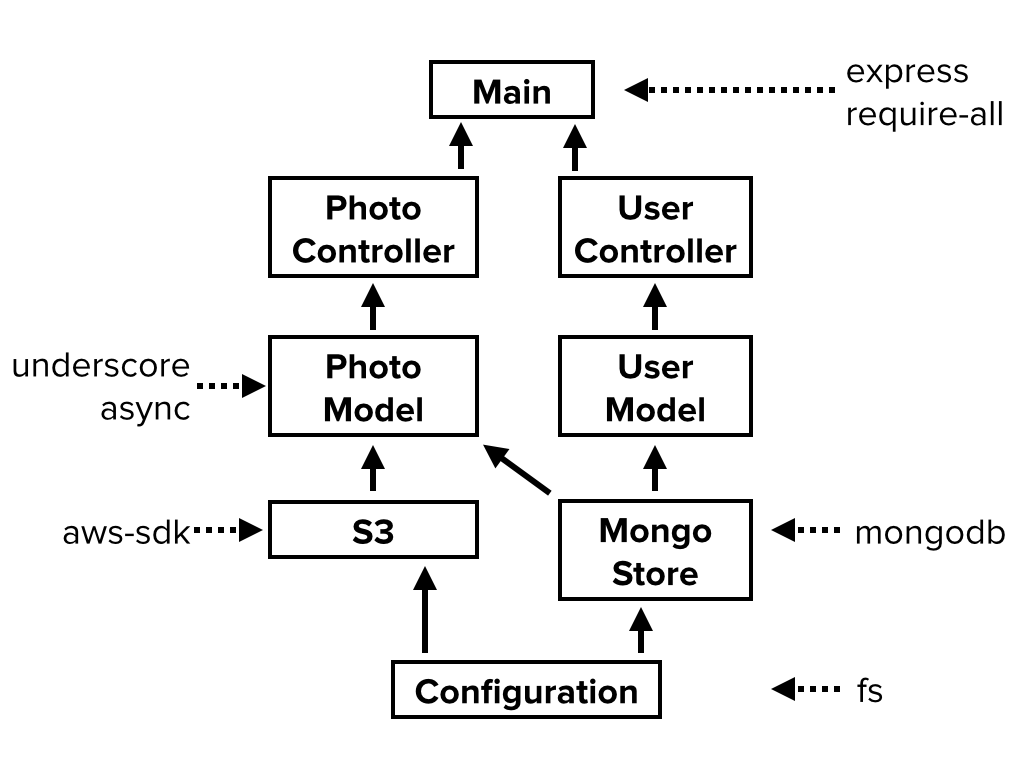 Main
express
require-all
Photo
Controller
User
Controller
underscore
async
Photo
Model
User
Model
aws-sdk
S3
Mongo
Store
mongodb
Configuration
fs